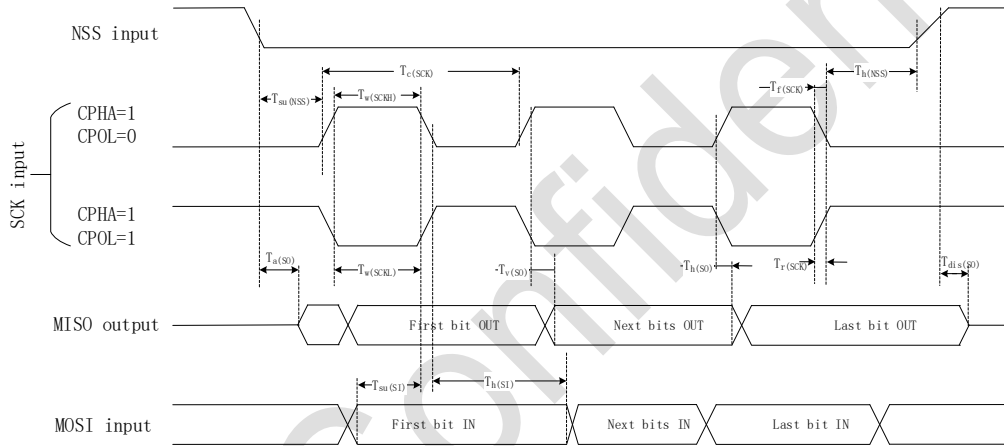 NSS input
Tc(SCK)
Th(NSS)
Tsu(NSS)
Tw(SCKH)
Tf(SCK)
SCK input
CPHA=1
CPOL=0
CPHA=1
CPOL=1
Ta(SO)
Tw(SCKL)
Tv(SO)
Th(SO)
Tr(SCK)
Tdis(SO)
MISO output
First bit OUT
Next bits OUT
Last bit OUT
Tsu(SI)
Th(SI)
MOSI input
First bit IN
Next bits IN
Last bit IN